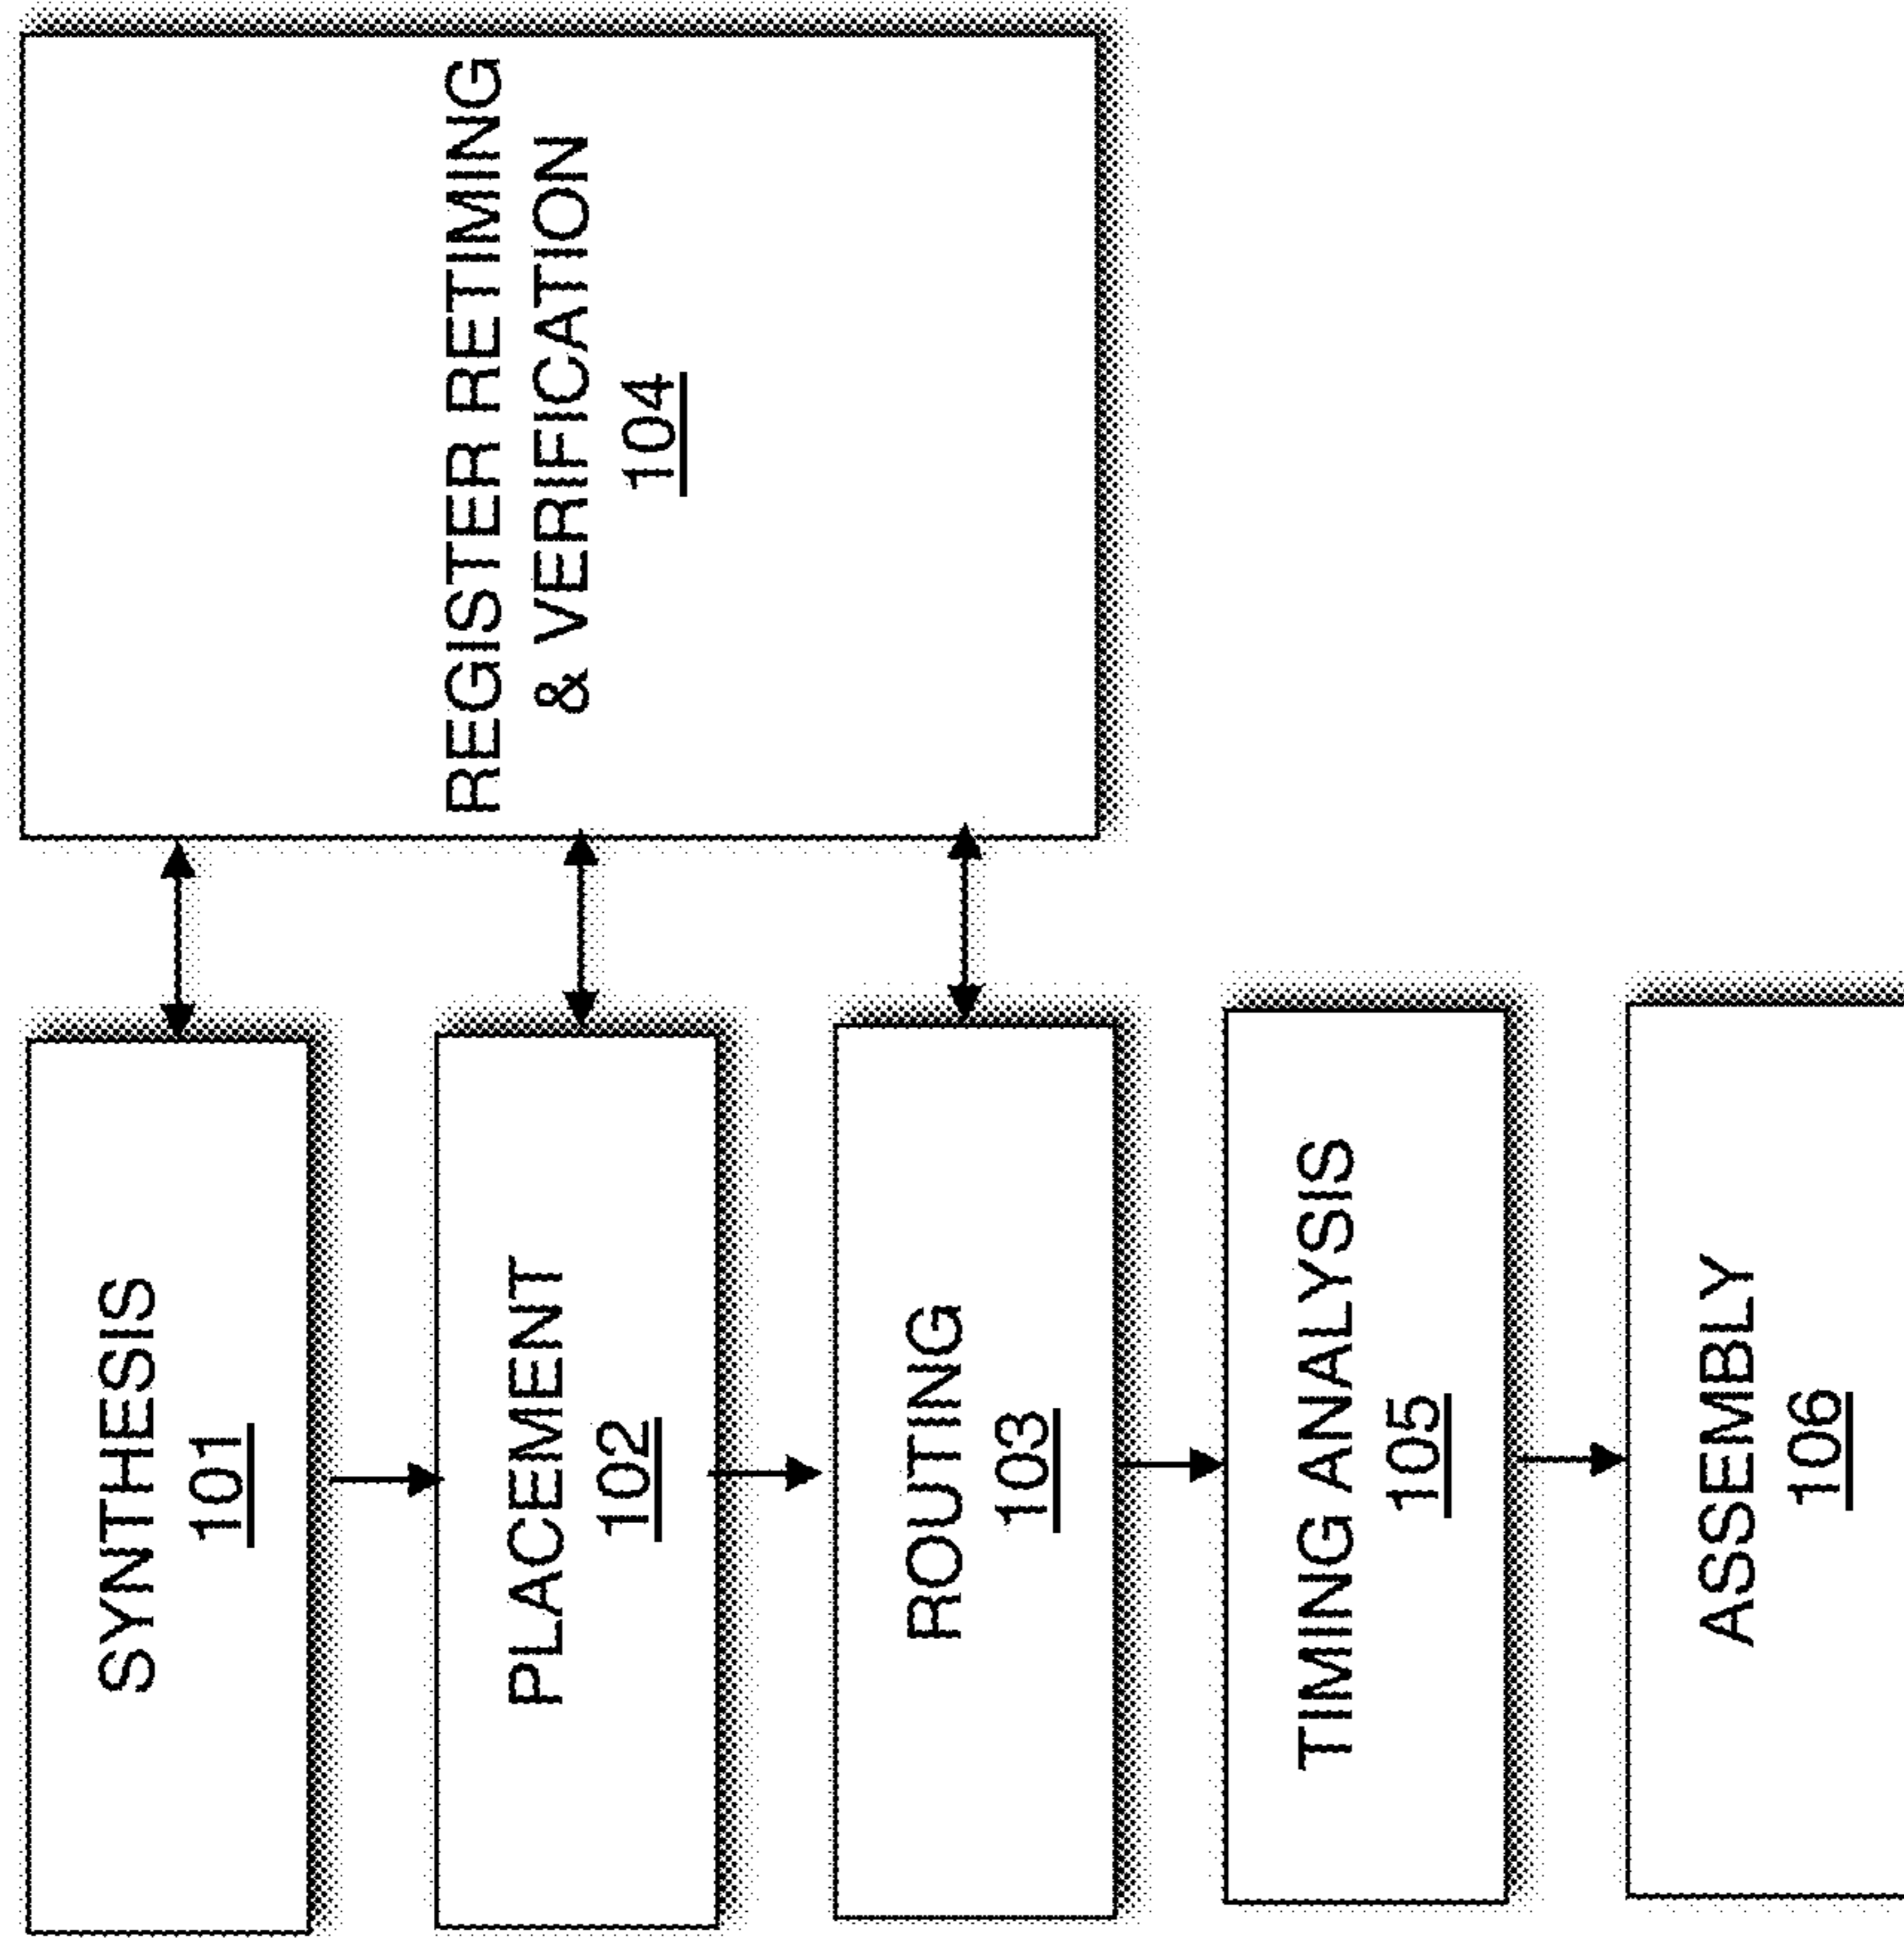 SYNTHESIS
101
PLACEMENT
102
ROUTING
103
TIMING ANALYSIS
105
ASSEMBLY
106
REGISTER RETIMING
& VERIFICATION
104